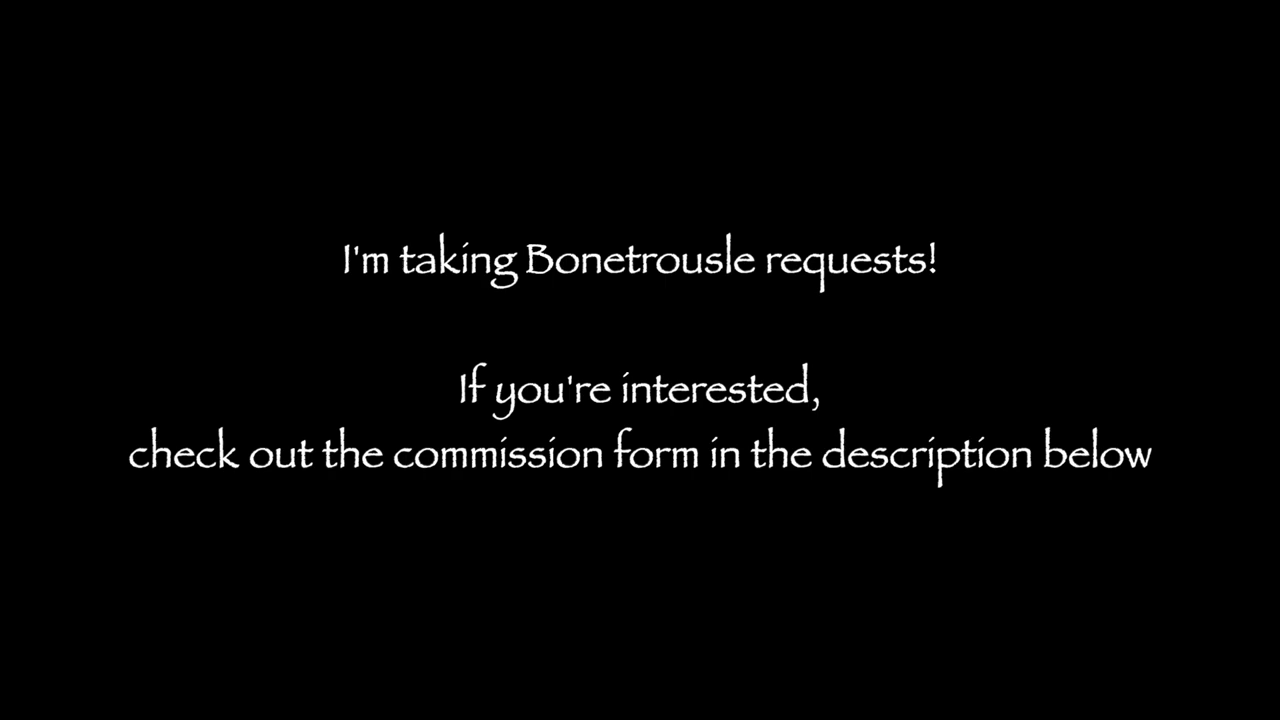 I'm taking Bonetrousle requests!
If you're interested,
check out the commission form in the description below